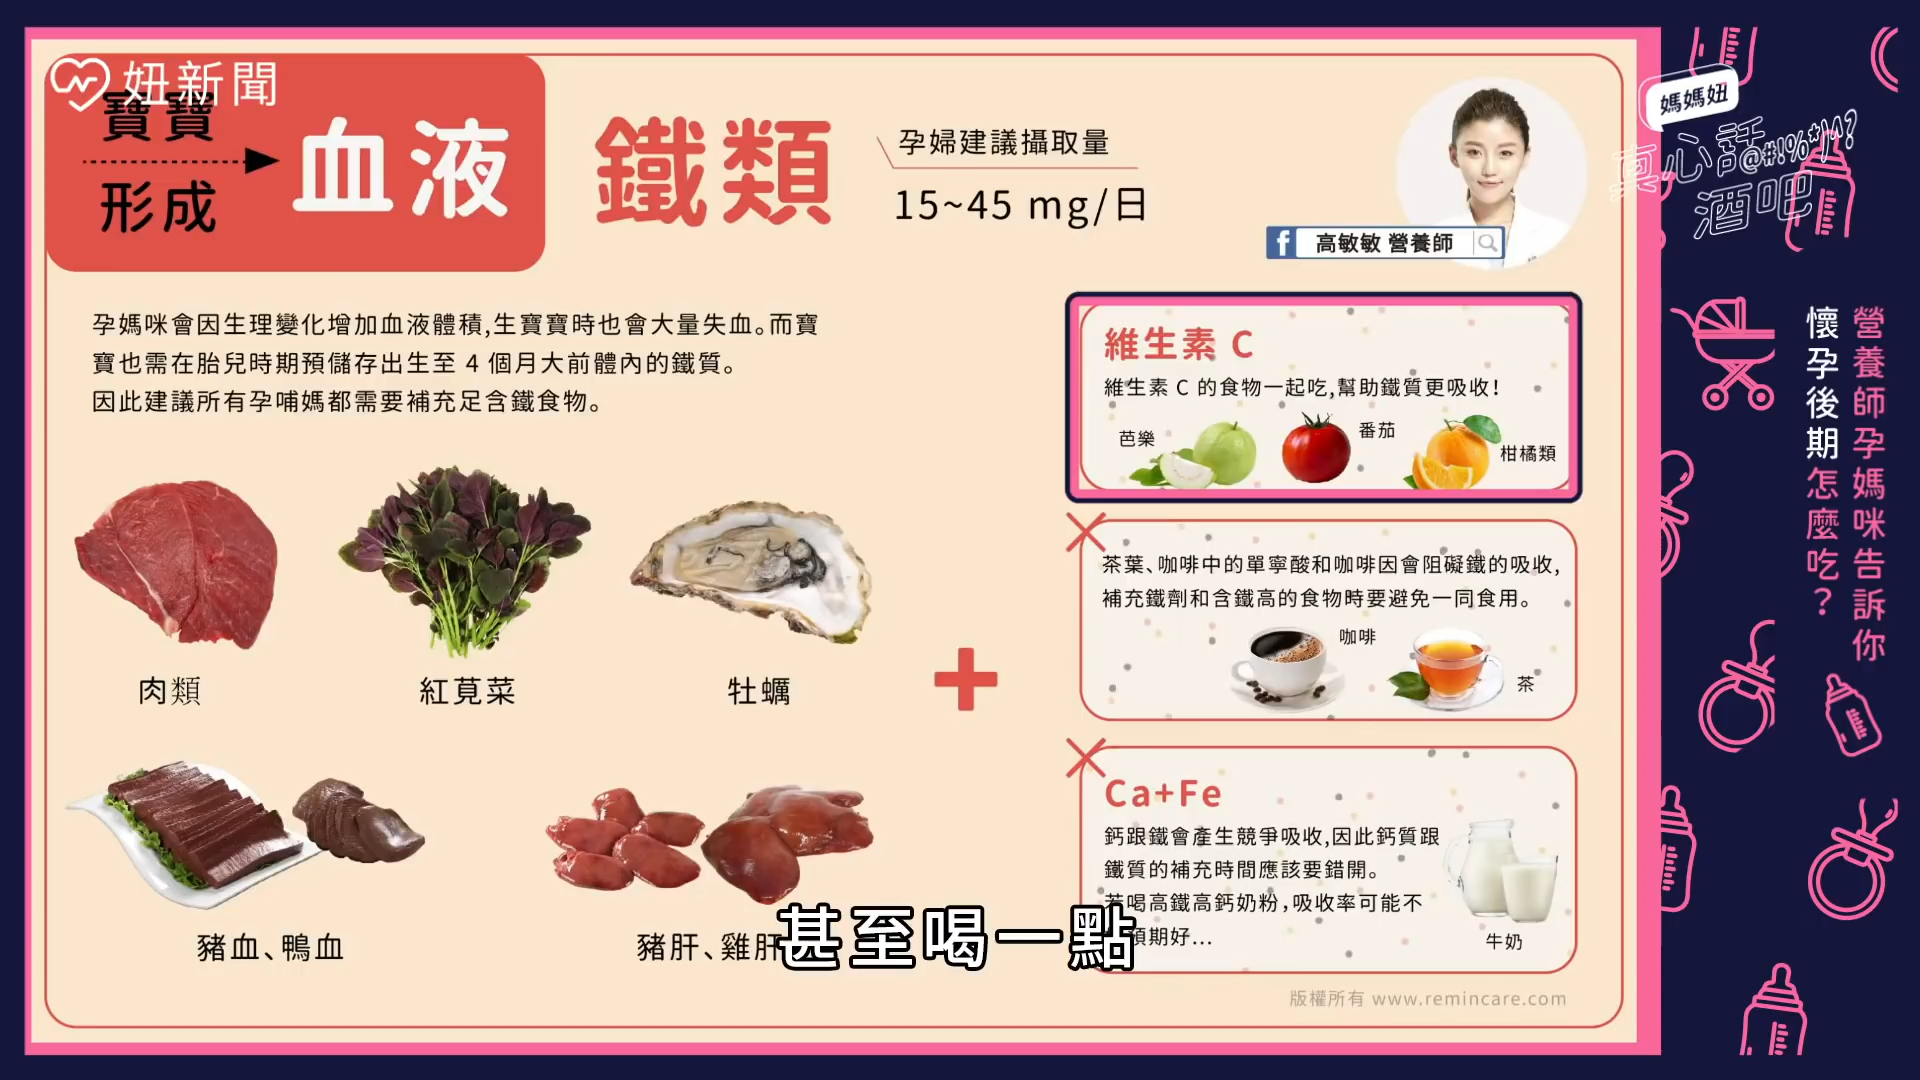 妞新聞
寶寶
形成
血液
鐵類
孕婦建議攝取量
15~45 mg/日
f 高敏敏 營養師
媽媽妞
真心話
@#!%*)^?
酒吧
營養師孕媽咪告訴你
懷孕後期怎麼吃？
孕媽咪會因生理變化增加血液體積,生寶寶時也會大量失血。而寶
寶也需在胎兒時期預儲存出生至 4 個月大前體內的鐵質。
因此建議所有孕哺媽都需要補充足含鐵食物。
肉類
紅莧菜
牡蠣
豬血、鴨血
豬肝、雞肝
維生素 C
維生素 C 的食物一起吃,幫助鐵質更吸收!
芭樂
番茄
柑橘類
茶葉、咖啡中的單寧酸和咖啡因會阻礙鐵的吸收,
補充鐵劑和含鐵高的食物時要避免一同食用。
咖啡
茶
Ca+Fe
鈣跟鐵會產生競爭吸收,因此鈣質跟
鐵質的補充時間應該要錯開。
若喝高鐵高鈣奶粉,吸收率可能不
預期好...
牛奶
甚至喝一點
版權所有 www.remincare.com